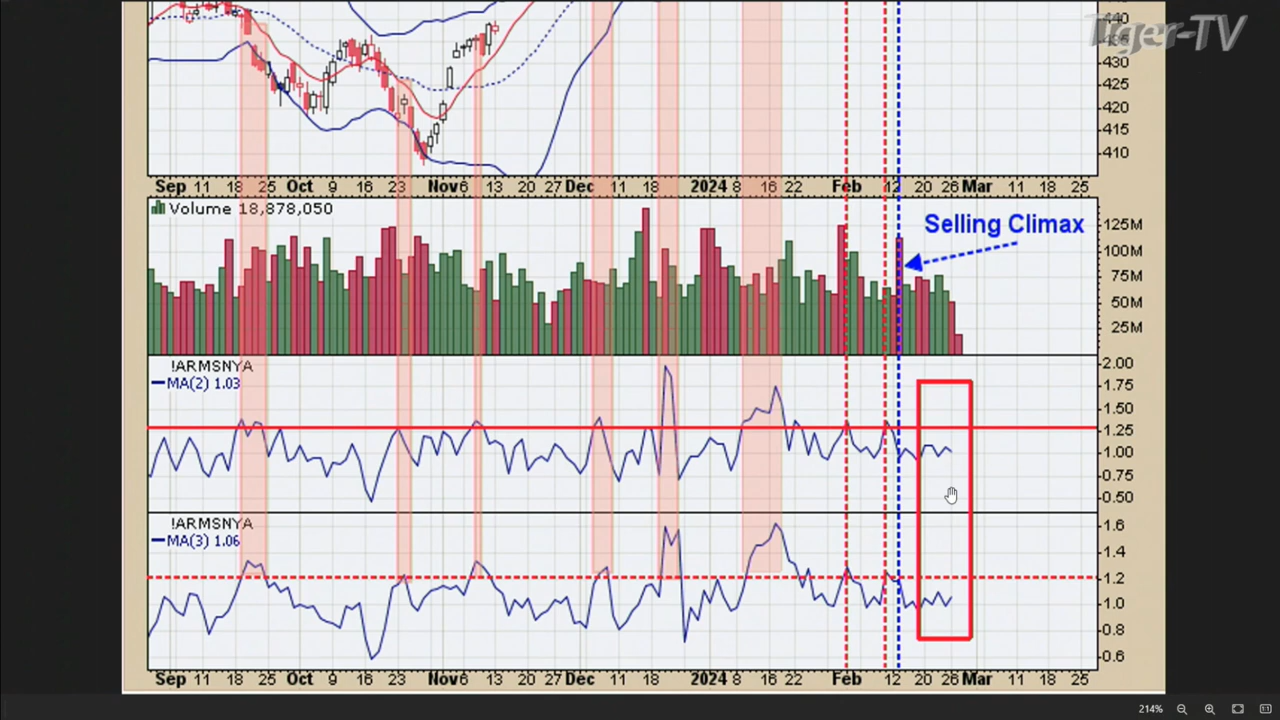 Tiger-TV
440
435
430
425
420
415
410
Sep 11 18 25 Oct 9 16 23 Nov 6 13 20 27 Dec 11 18 2024 8 16 22 Feb 12 20 26 Mar 11 18 25
Volume 18,878,050
Selling Climax
125M
100M
75M
50M
25M
!ARMSNYA
MA(2) 1.03
2.00
1.75
1.50
1.25
1.00
0.75
0.50
!ARMSNYA
MA(3) 1.06
1.6
1.4
1.2
1.0
0.8
0.6
Sep 11 18 25 Oct 9 16 23 Nov 6 13 20 27 Dec 11 18 2024 8 16 22 Feb 12 20 26 Mar 11 18 25
214%